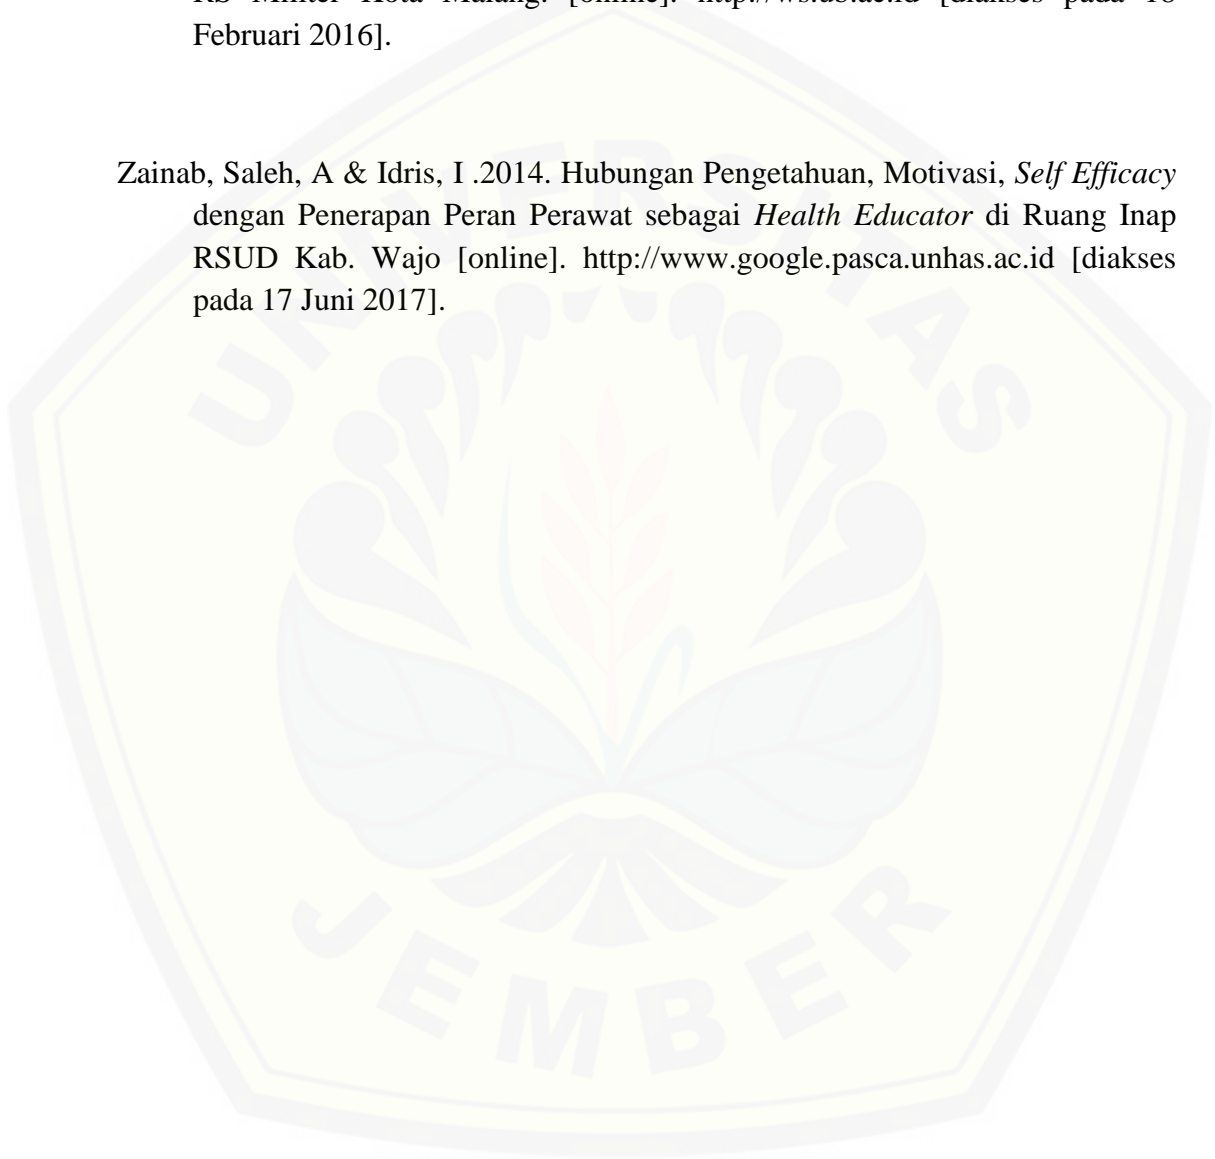 RS Militer Kota Malang. [online]. http://ws.ub.ac.id [diakses pada 18
Februari 2016].
Zainab, Saleh, A & Idris, I .2014. Hubungan Pengetahuan, Motivasi, Self Efficacy
dengan Penerapan Peran Perawat sebagai Health Educator di Ruang Inap
RSUD Kab. Wajo [online]. http://www.google.pasca.unhas.ac.id [diakses
pada 17 Juni 2017].
UNIVERSITAS
JEMBER